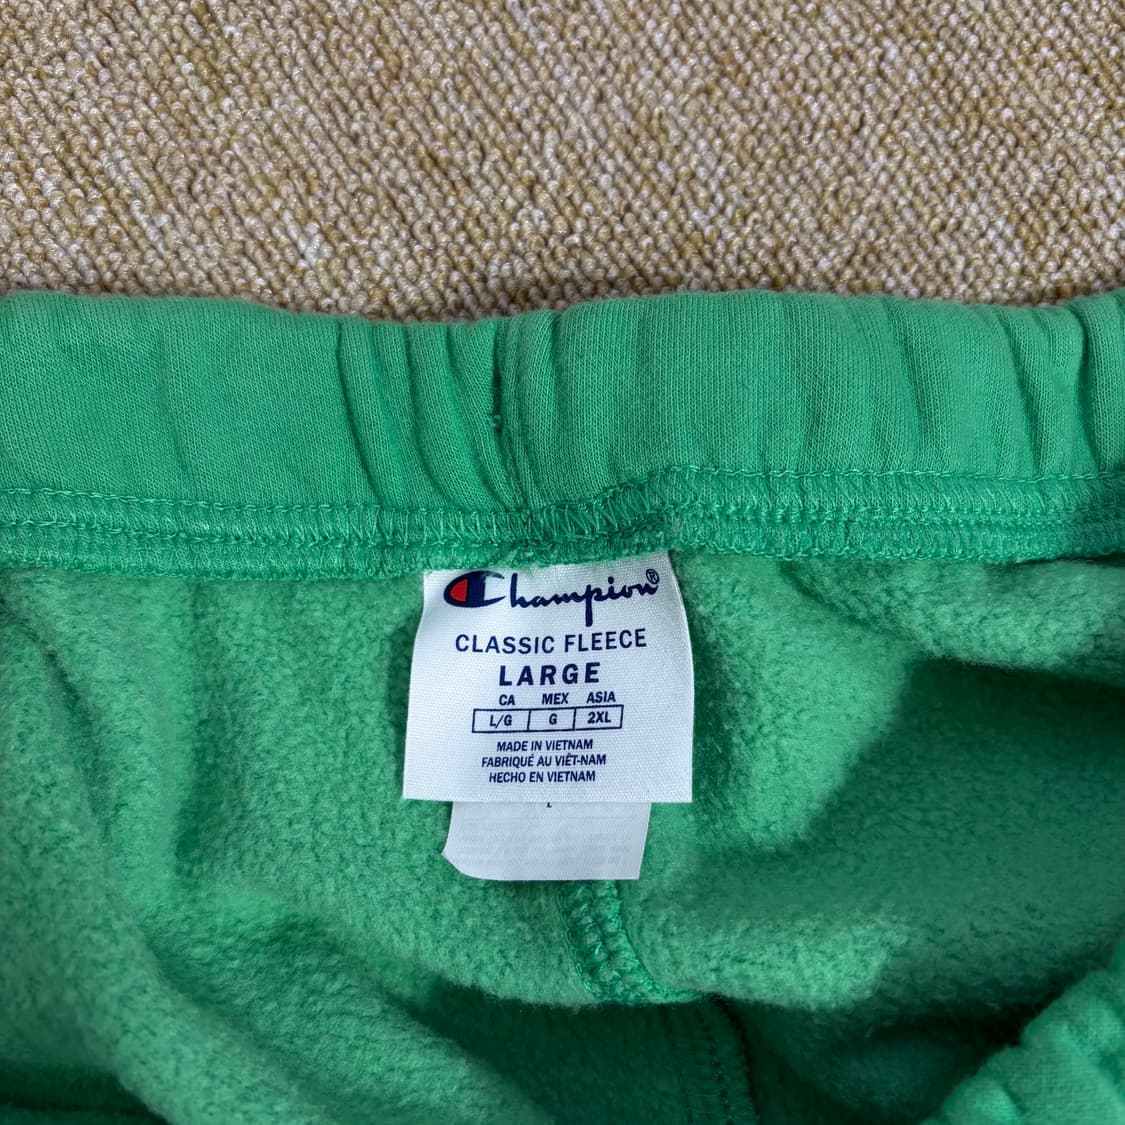 Champion®
CLASSIC FLEECE
LARGE
CA MEX ASIA
L/G G 2XL
MADE IN VIETNAM
FABRIQUÉ AU VIÊT-NAM
HECHO EN VIETNAM
L